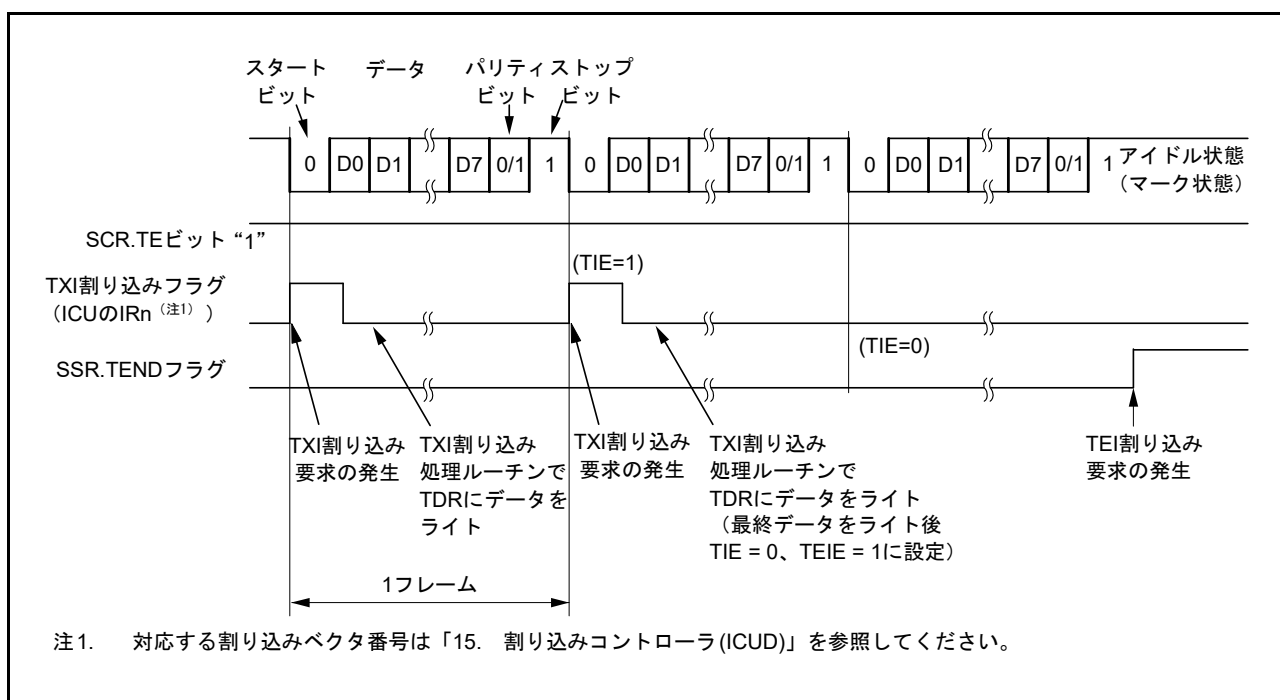 スタート
ビット
データ
パリティ
ビット
ストップ
ビット
0 D0 D1 D7 0/1 1 0 D0 D1 D7 0/1 1 0 D0 D1 D7 0/1 1
アイドル状態
(マーク状態)
SCR.TEビット “1”
TXI割り込みフラグ
(ICUのIRn (注1) )
(TIE=1)
(TIE=0)
SSR.TENDフラグ
TXI割り込み
要求の発生
TXI割り込み
処理ルーチンで
TDRにデータを
ライト
TXI割り込み
要求の発生
TXI割り込み
処理ルーチンで
TDRにデータをライト
(最終データをライト後
TIE = 0、TEIE = 1に設定)
TEI割り込み
要求の発生
1フレーム
注1. 対応する割り込みベクタ番号は「15. 割り込みコントローラ(ICUD)」を参照してください。